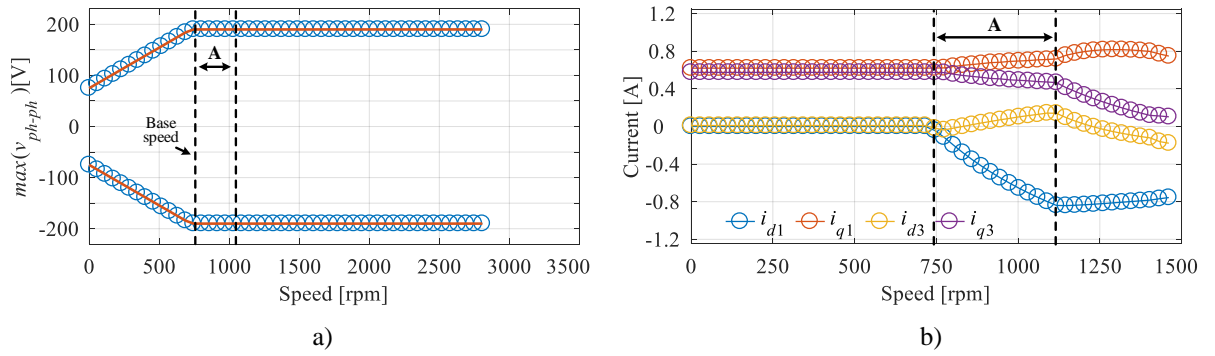 200
100
0
-100
-200
max(v_ph-ph)[V]
A
Base
speed
0 500 1000 1500 2000 2500 3000 3500
Speed [rpm]
a)
1.2
0.8
0.4
0
-0.4
-0.8
-1.2
Current [A]
A
i_d1 i_q1 i_d3 i_q3
0 250 500 750 1000 1250 1500
Speed [rpm]
b)